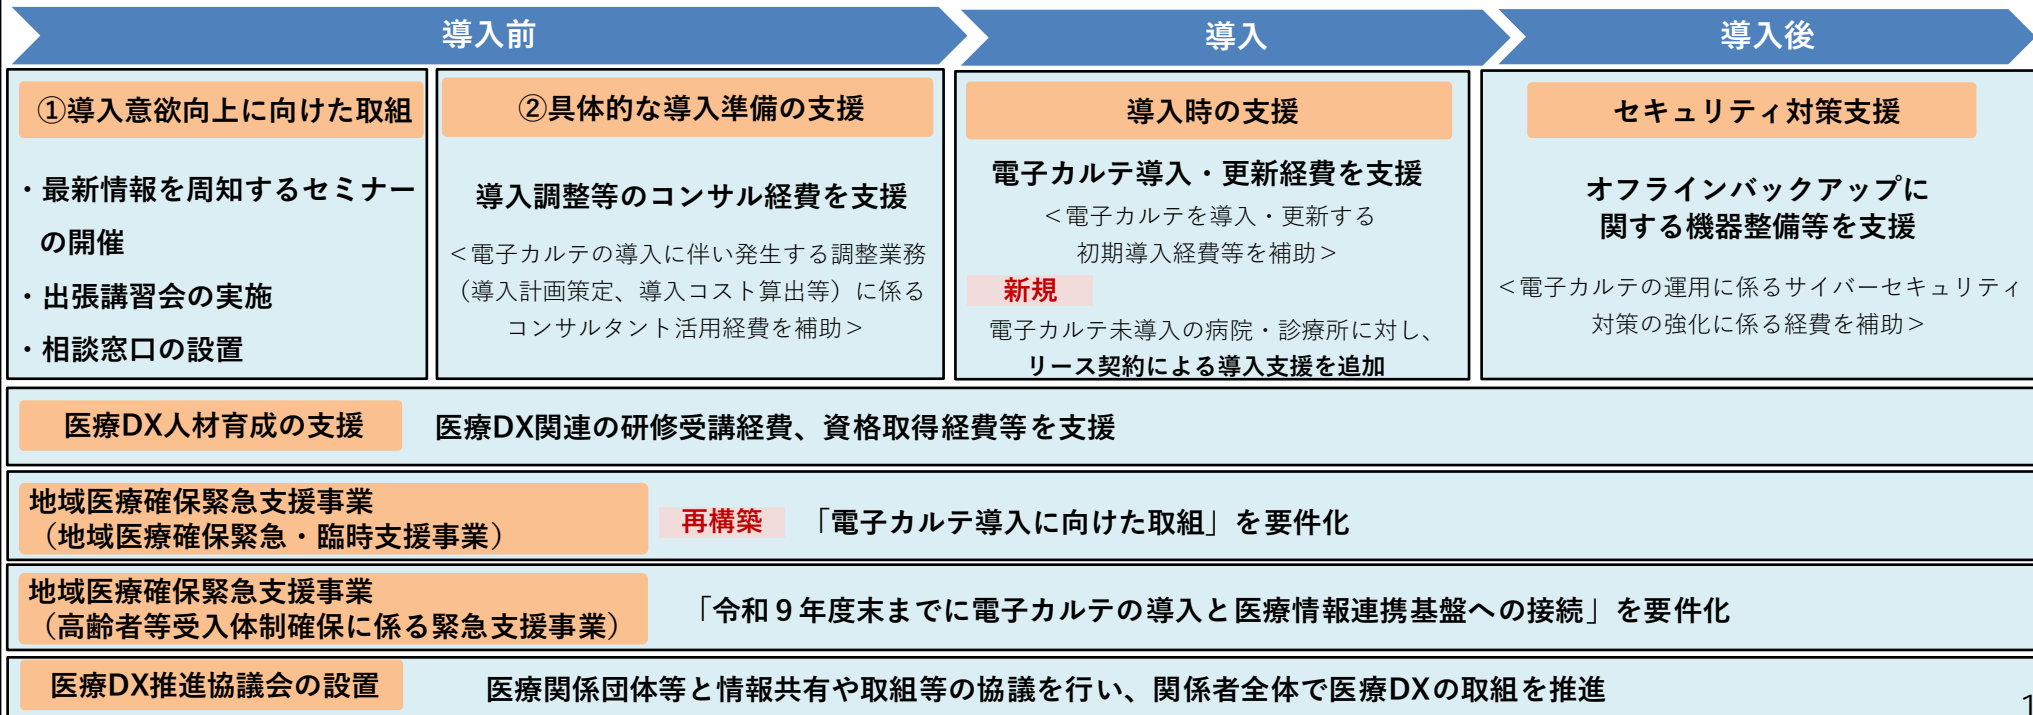 導入前
導入
導入後
①導入意欲向上に向けた取組
・最新情報を周知するセミナー
の開催
・出張講習会の実施
・相談窓口の設置
②具体的な導入準備の支援
導入調整等のコンサル経費を支援
＜電子カルテの導入に伴い発生する調整業務
（導入計画策定、導入コスト算出等）に係る
コンサルタント活用経費を補助＞
導入時の支援
電子カルテ導入・更新経費を支援
＜電子カルテを導入・更新する
初期導入経費等を補助＞
新規
電子カルテ未導入の病院・診療所に対し、
リース契約による導入支援を追加
セキュリティ対策支援
オフラインバックアップに
関する機器整備等を支援
＜電子カルテの運用に係るサイバーセキュリティ
対策の強化に係る経費を補助＞
医療DX人材育成の支援 医療DX関連の研修受講経費、資格取得経費等を支援
地域医療確保緊急支援事業
（地域医療確保緊急・臨時支援事業）
再構築 「電子カルテ導入に向けた取組」を要件化
地域医療確保緊急支援事業
（高齢者等受入体制確保に係る緊急支援事業）
「令和９年度末までに電子カルテの導入と医療情報連携基盤への接続」を要件化
医療DX推進協議会の設置 医療関係団体等と情報共有や取組等の協議を行い、関係者全体で医療DXの取組を推進
1